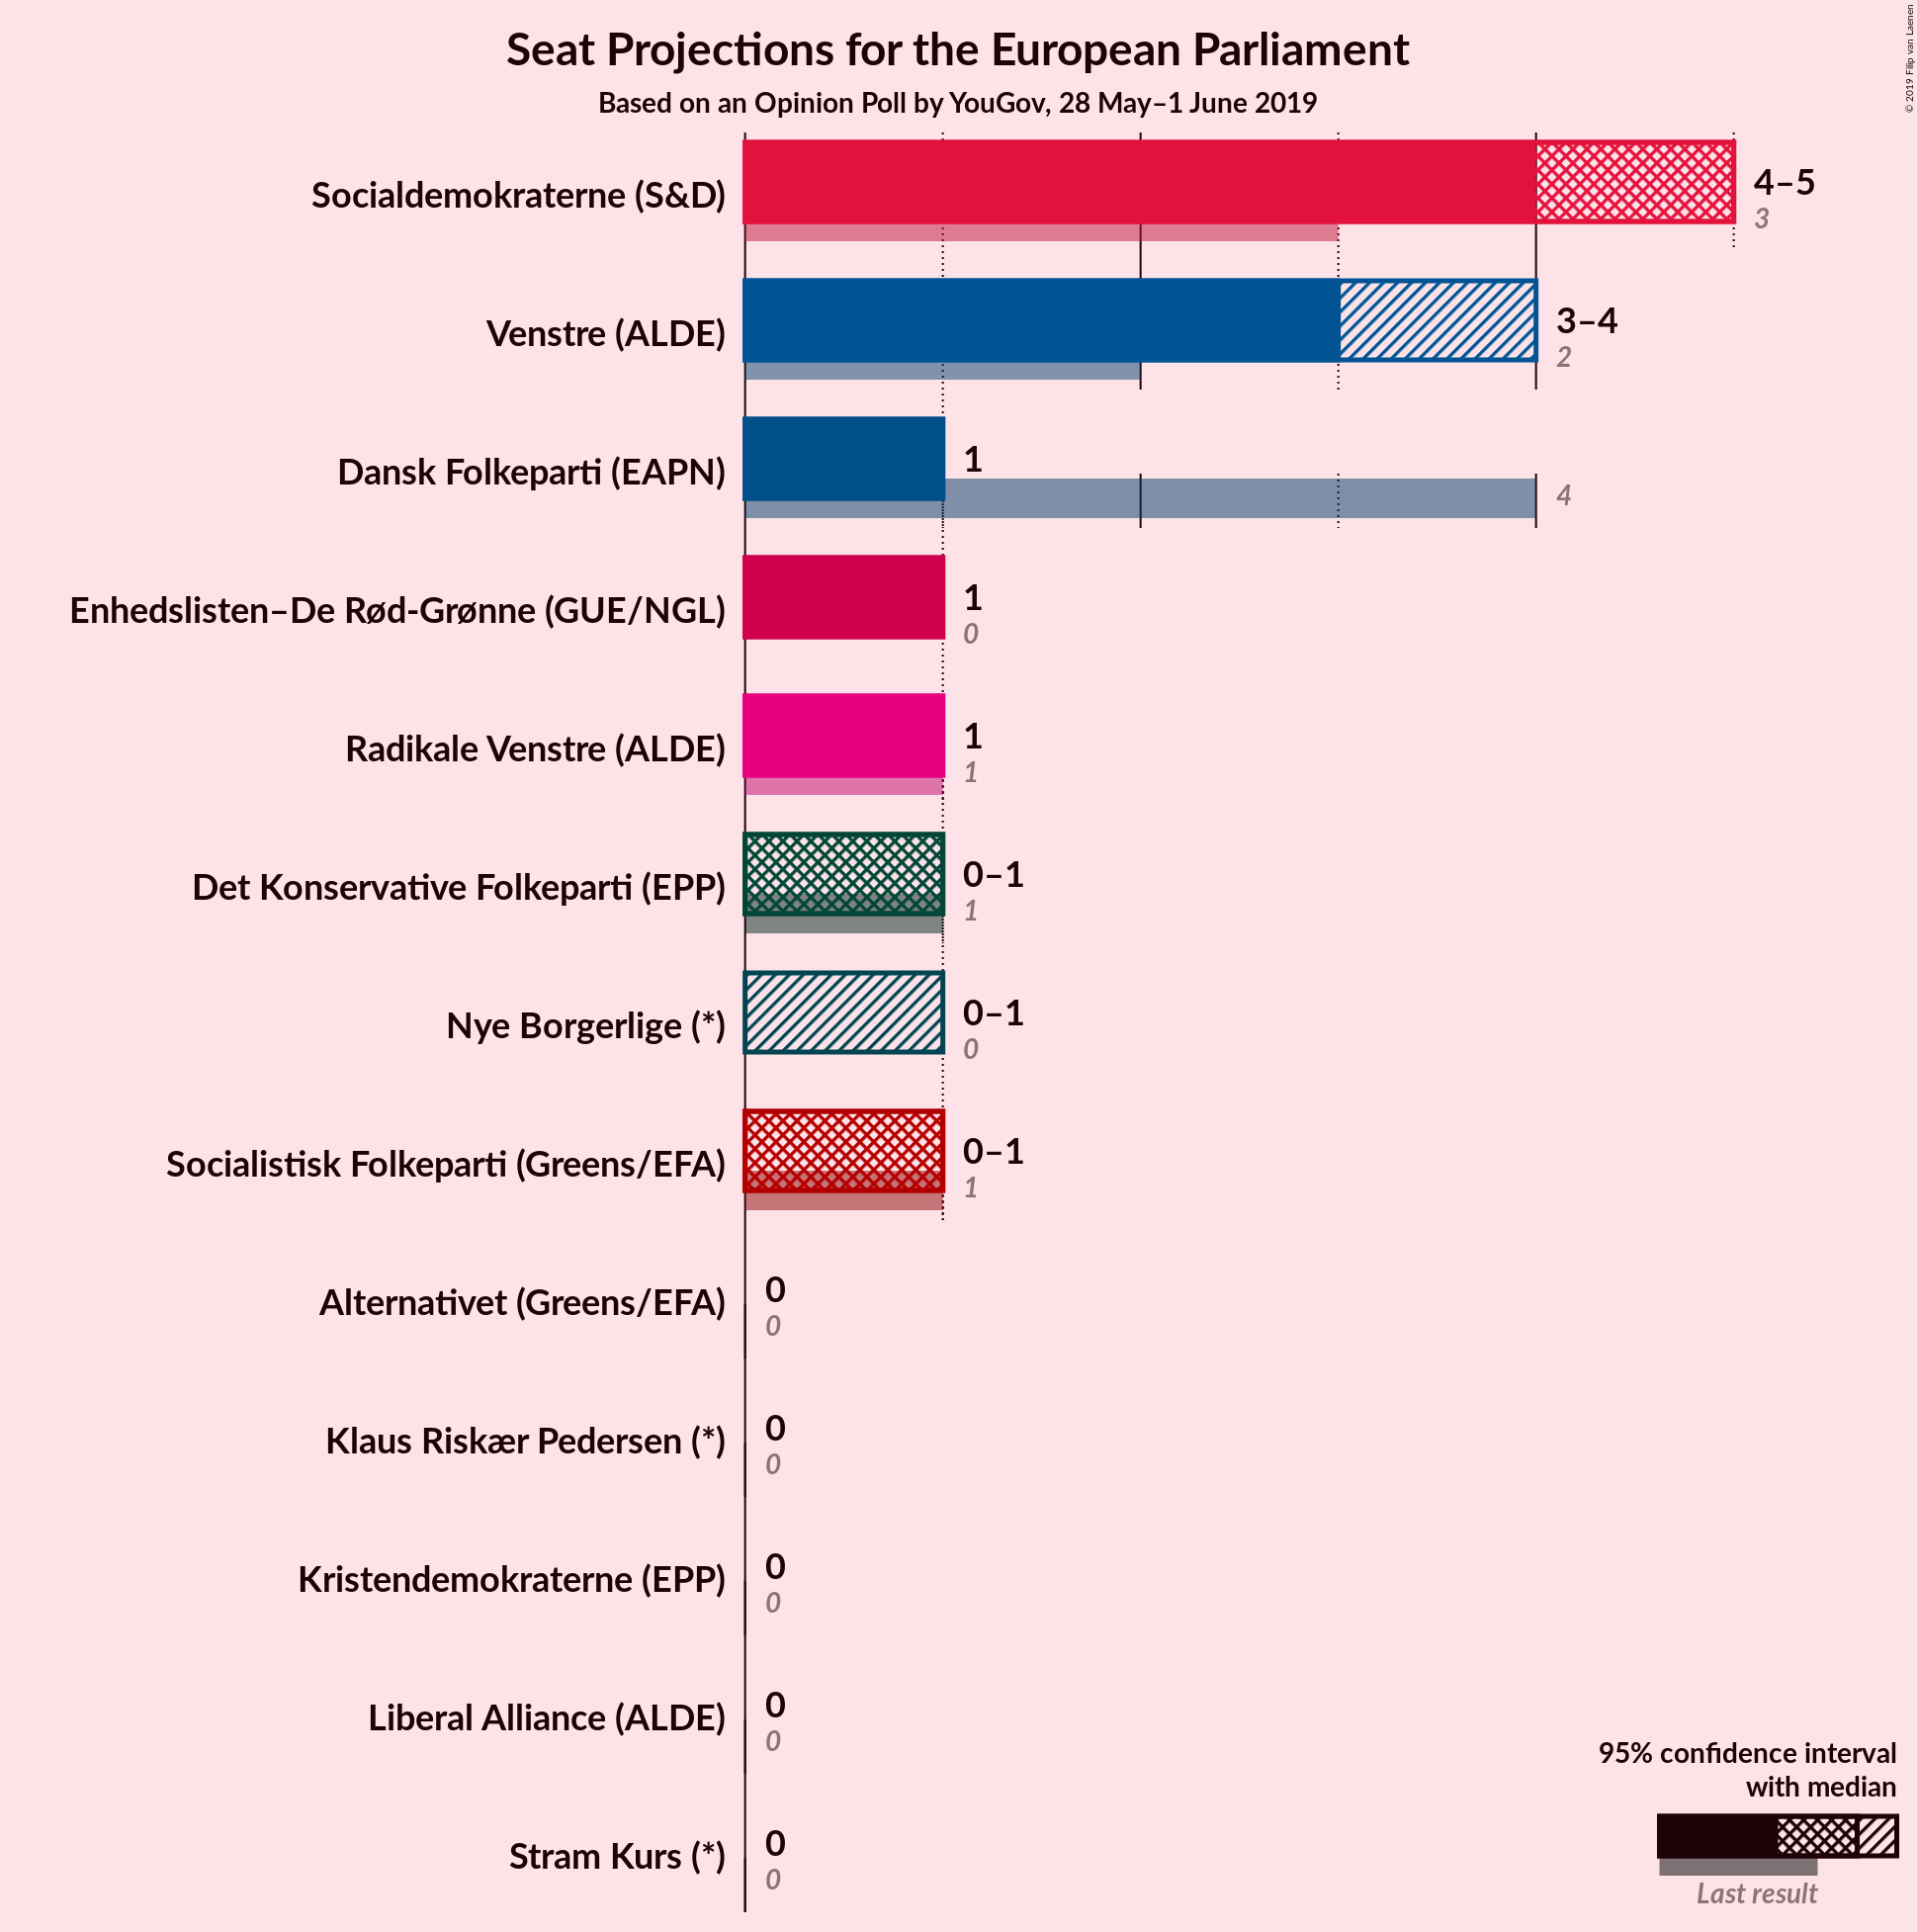 Seat Projections for the European Parliament
Based on an Opinion Poll by YouGov, 28 May–1 June 2019
© 2019 Filip van Laenen
Socialdemokraterne (S&D)
4–5
3
Venstre (ALDE)
3–4
2
Dansk Folkeparti (EAPN)
1
4
Enhedslisten–De Rød-Grønne (GUE/NGL)
1
0
Radikale Venstre (ALDE)
1
1
Det Konservative Folkeparti (EPP)
0–1
1
Nye Borgerlige (*)
0–1
0
Socialistisk Folkeparti (Greens/EFA)
0–1
1
Alternativet (Greens/EFA)
0
0
Klaus Riskær Pedersen (*)
0
0
Kristendemokraterne (EPP)
0
0
Liberal Alliance (ALDE)
0
0
Stram Kurs (*)
0
0
95% confidence interval
with median
Last result